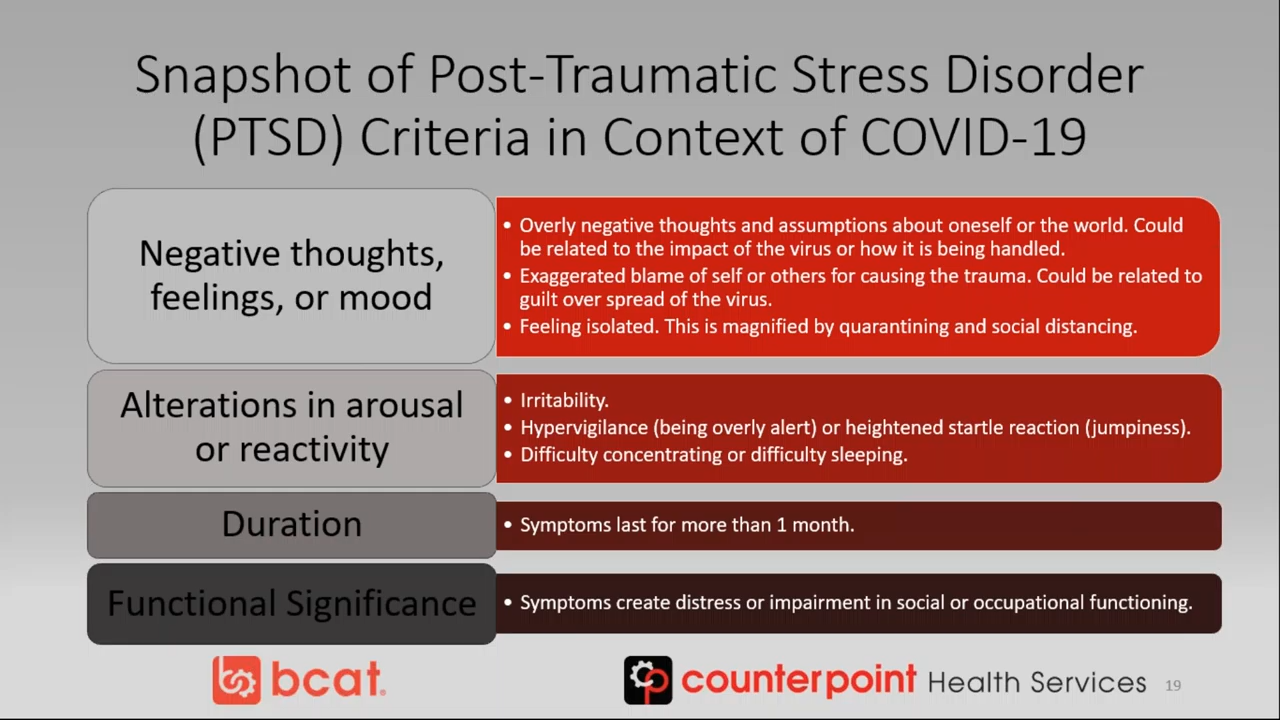 Snapshot of Post-Traumatic Stress Disorder
(PTSD) Criteria in Context of COVID-19
Negative thoughts,
feelings, or mood
• Overly negative thoughts and assumptions about oneself or the world. Could
be related to the impact of the virus or how it is being handled.
• Exaggerated blame of self or others for causing the trauma. Could be related to
guilt over spread of the virus.
• Feeling isolated. This is magnified by quarantining and social distancing.
Alterations in arousal
or reactivity
• Irritability.
• Hypervigilance (being overly alert) or heightened startle reaction (jumpiness).
• Difficulty concentrating or difficulty sleeping.
Duration
• Symptoms last for more than 1 month.
Functional Significance
• Symptoms create distress or impairment in social or occupational functioning.
bcat®
counterpoint Health Services
19